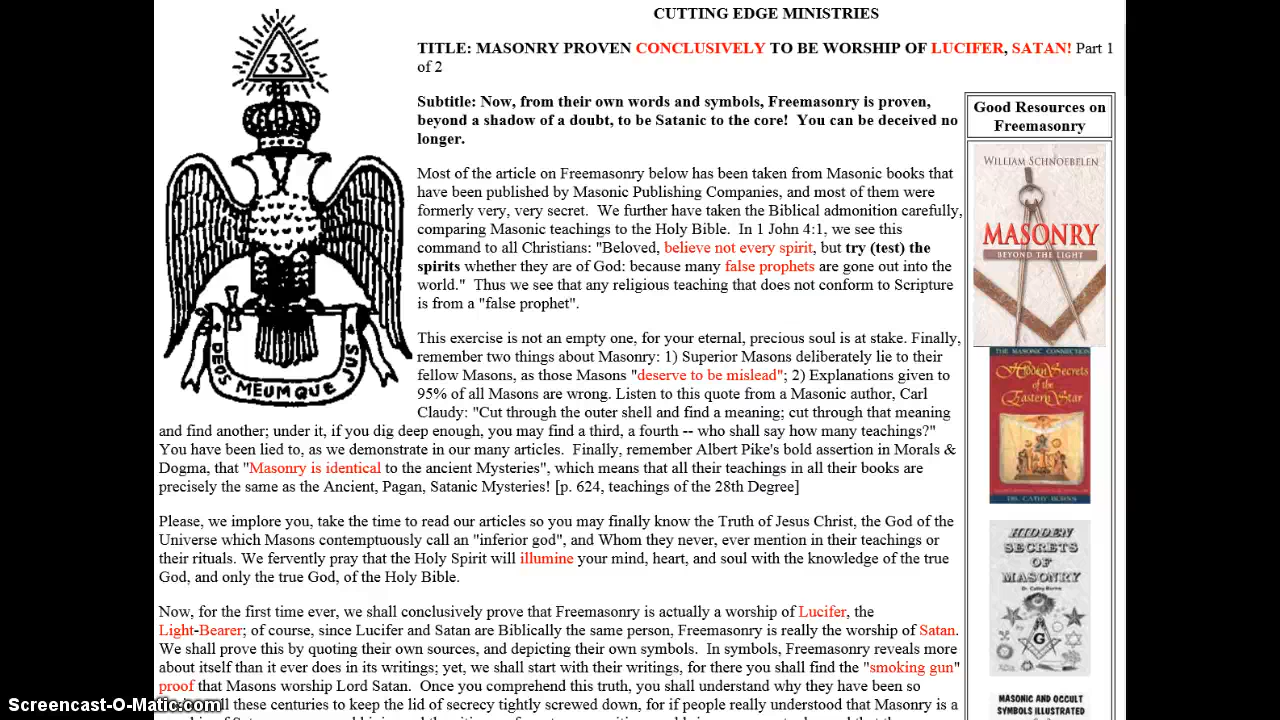 CUTTING EDGE MINISTRIES
TITLE: MASONRY PROVEN CONCLUSIVELY TO BE WORSHIP OF LUCIFER, SATAN! Part 1
of 2
Subtitle: Now, from their own words and symbols, Freemasonry is proven,
beyond a shadow of a doubt, to be Satanic to the core!  You can be deceived no
longer.
Most of the article on Freemasonry below has been taken from Masonic books that
have been published by Masonic Publishing Companies, and most of them were
formerly very, very secret.  We further have taken the Biblical admonition carefully,
comparing Masonic teachings to the Holy Bible.  In 1 John 4:1, we see this
command to all Christians: "Beloved, believe not every spirit, but try (test) the
spirits whether they are of God: because many false prophets are gone out into the
world."  Thus we see that any religious teaching that does not conform to Scripture
is from a "false prophet".
This exercise is not an empty one, for your eternal, precious soul is at stake. Finally,
remember two things about Masonry: 1) Superior Masons deliberately lie to their
fellow Masons, as those Masons "deserve to be mislead"; 2) Explanations given to
95% of all Masons are wrong. Listen to this quote from a Masonic author, Carl
Claudy: "Cut through the outer shell and find a meaning; cut through that meaning
and find another; under it, if you dig deep enough, you may find a third, a fourth -- who shall say how many teachings?"
You have been lied to, as we demonstrate in our many articles.  Finally, remember Albert Pike's bold assertion in Morals &
Dogma, that "Masonry is identical to the ancient Mysteries", which means that all their teachings in all their books are
precisely the same as the Ancient, Pagan, Satanic Mysteries! [p. 624, teachings of the 28th Degree]
Please, we implore you, take the time to read our articles so you may finally know the Truth of Jesus Christ, the God of the
Universe which Masons contemptuously call an "inferior god", and Whom they never, ever mention in their teachings or
their rituals. We fervently pray that the Holy Spirit will illumine your mind, heart, and soul with the knowledge of the true
God, and only the true God, of the Holy Bible.
Now, for the first time ever, we shall conclusively prove that Freemasonry is actually a worship of Lucifer, the
Light-Bearer; of course, since Lucifer and Satan are Biblically the same person, Freemasonry is really the worship of Satan.
We shall prove this by quoting their own sources, and depicting their own symbols.  In symbols, Freemasonry reveals more
about itself than it ever does in its writings; yet, we shall start with their writings, for there you shall find the "smoking gun"
proof that Masons worship Lord Satan.  Once you comprehend this truth, you shall understand why they have been so
all these centuries to keep the lid of secrecy tightly screwed down, for if people really understood that Masonry is a
33
DEUS MEUMQUE JUS
Good Resources on
Freemasonry
WILLIAM SCHNOEBELEN
MASONRY
BEYOND THE LIGHT
THE MASONIC CONNECTION
Hidden Secrets
of the
Eastern Star
DR. CATHY BURNS
HIDDEN
SECRETS
OF
MASONRY
Dr. Cathy Burns
G
MASONIC AND OCCULT
SYMBOLS ILLUSTRATED
Screencast-O-Matic.com